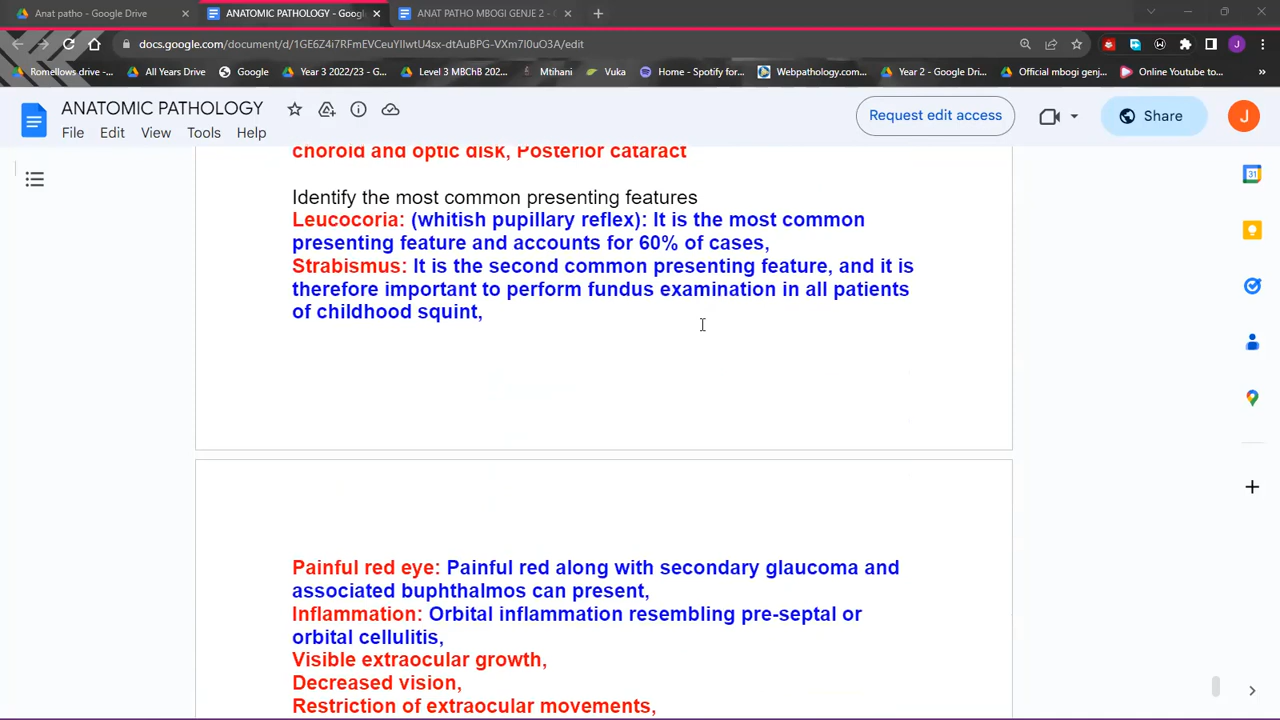 Anat patho - Google Drive
ANATOMIC PATHOLOGY - Googl
ANAT PATHO MBOGI GENJE 2 -
docs.google.com/document/d/1GE6Z4i7RFmEVCeuYIIwtU4sx-dtAuBPG-VXm7l0uO3A/edit
Romellows drive -...
All Years Drive
Google
Year 3 2022/23 - G...
Level 3 MBChB 202...
Mtihani
Vuka
Home - Spotify for...
Webpathology.com...
Year 2 - Google Dri...
Official mbogi genj...
Online Youtube to...
»
ANATOMIC PATHOLOGY
File Edit View Tools Help
Request edit access
Share
J
choroid and optic disk, Posterior cataract
Identify the most common presenting features
Leucocoria: (whitish pupillary reflex): It is the most common
presenting feature and accounts for 60% of cases,
Strabismus: It is the second common presenting feature, and it is
therefore important to perform fundus examination in all patients
of childhood squint,
Painful red eye: Painful red along with secondary glaucoma and
associated buphthalmos can present,
Inflammation: Orbital inflammation resembling pre-septal or
orbital cellulitis,
Visible extraocular growth,
Decreased vision,
Restriction of extraocular movements,